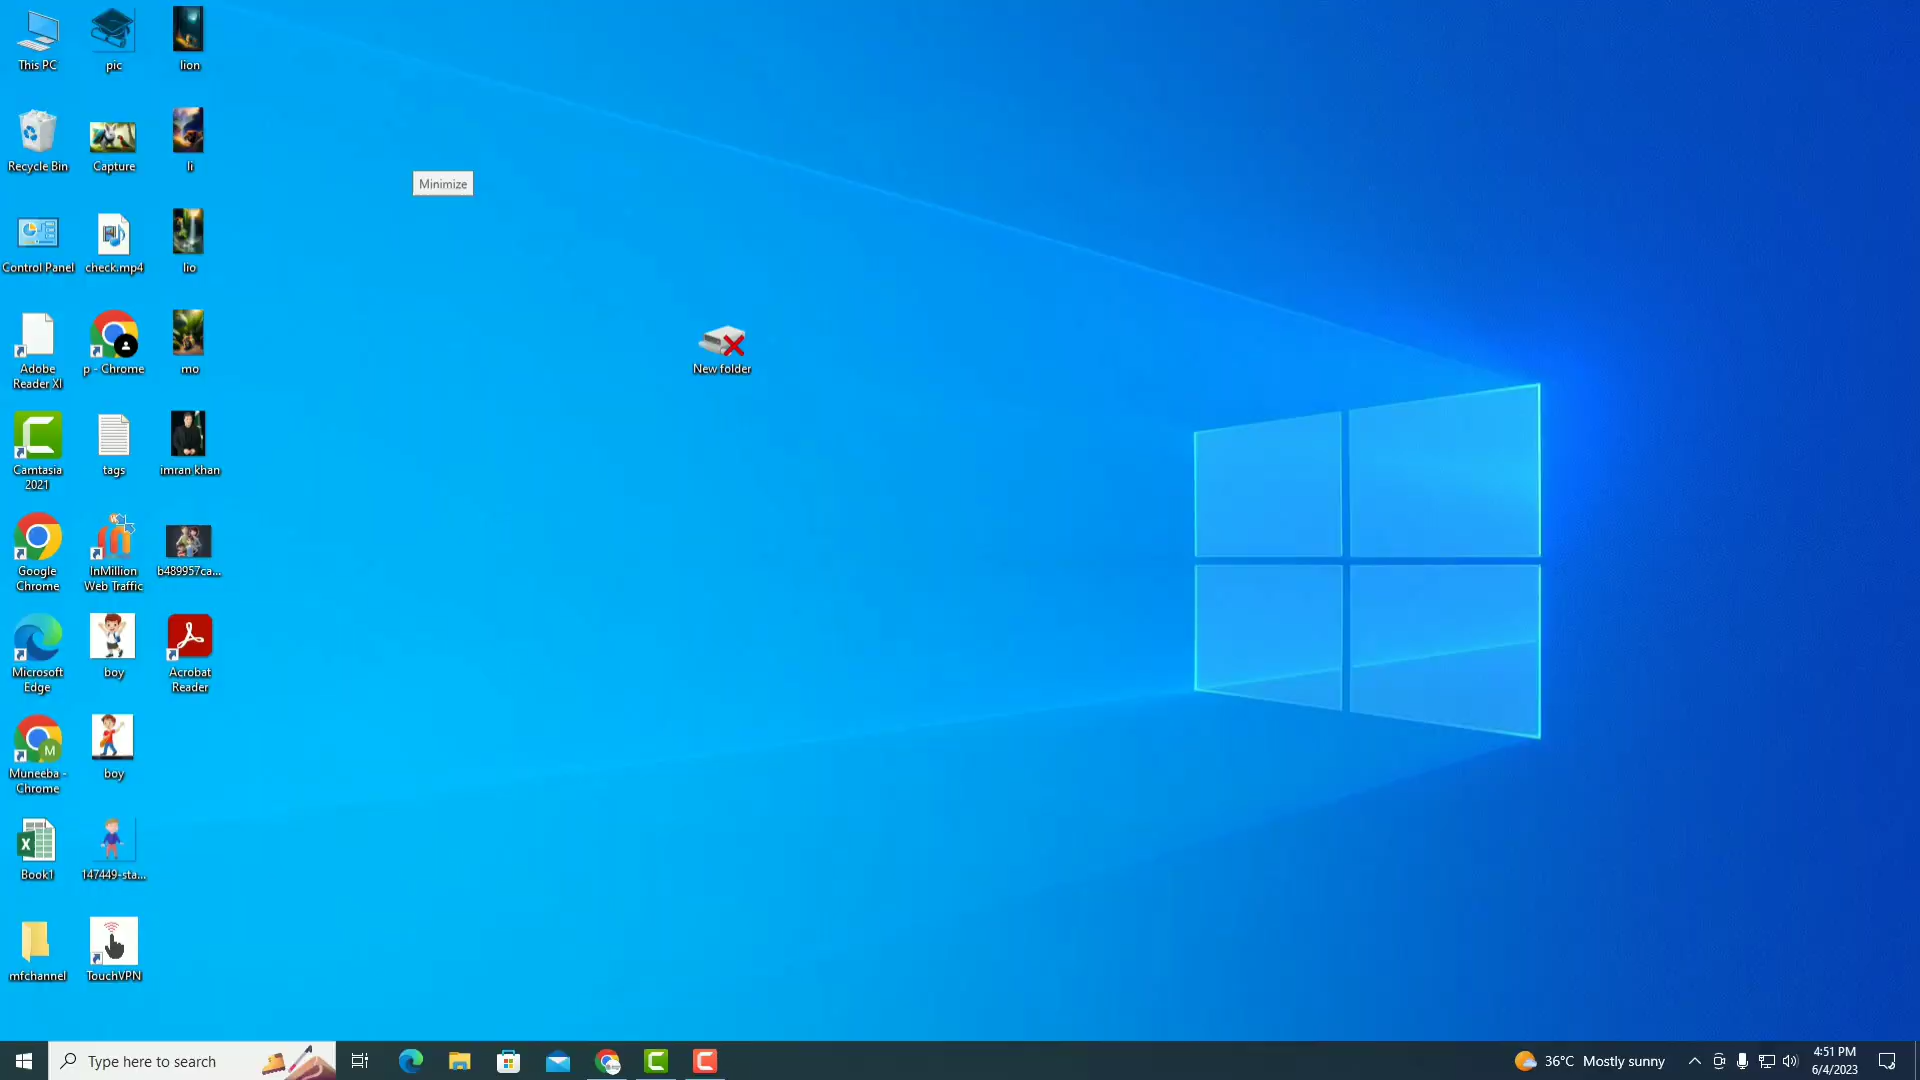 This PC
pic
lion
Recycle Bin
Capture
li
Minimize
Control Panel
check.mp4
lio
Adobe
Reader XI
p - Chrome
mo
New folder
Camtasia
2021
tags
imran khan
Google
Chrome
InMillion
Web Traffic
b489957ca...
Microsoft
Edge
boy
Acrobat
Reader
M
Muneeba -
Chrome
boy
X
Book1
147449-sta...
mfchannel
TouchVPN
Type here to search
36°C Mostly sunny
4:51 PM
6/4/2023